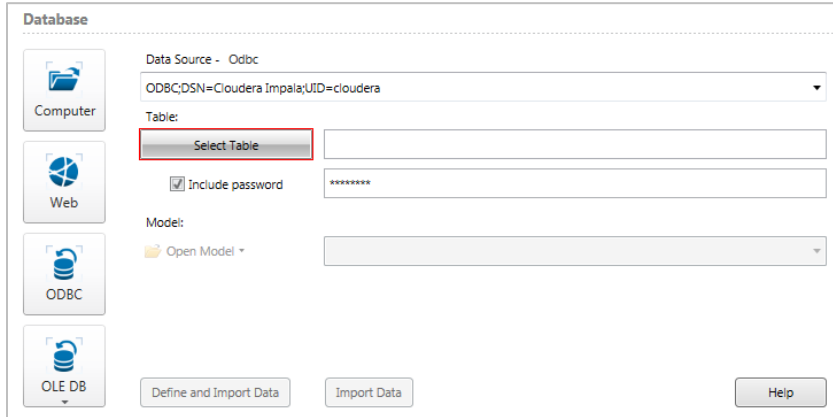 Database
Computer
Web
ODBC
OLE DB
Data Source - Odbc
ODBC;DSN=Cloudera Impala;UID=cloudera
Table:
Select Table
Include password
********
Model:
Open Model
Define and Import Data
Import Data
Help